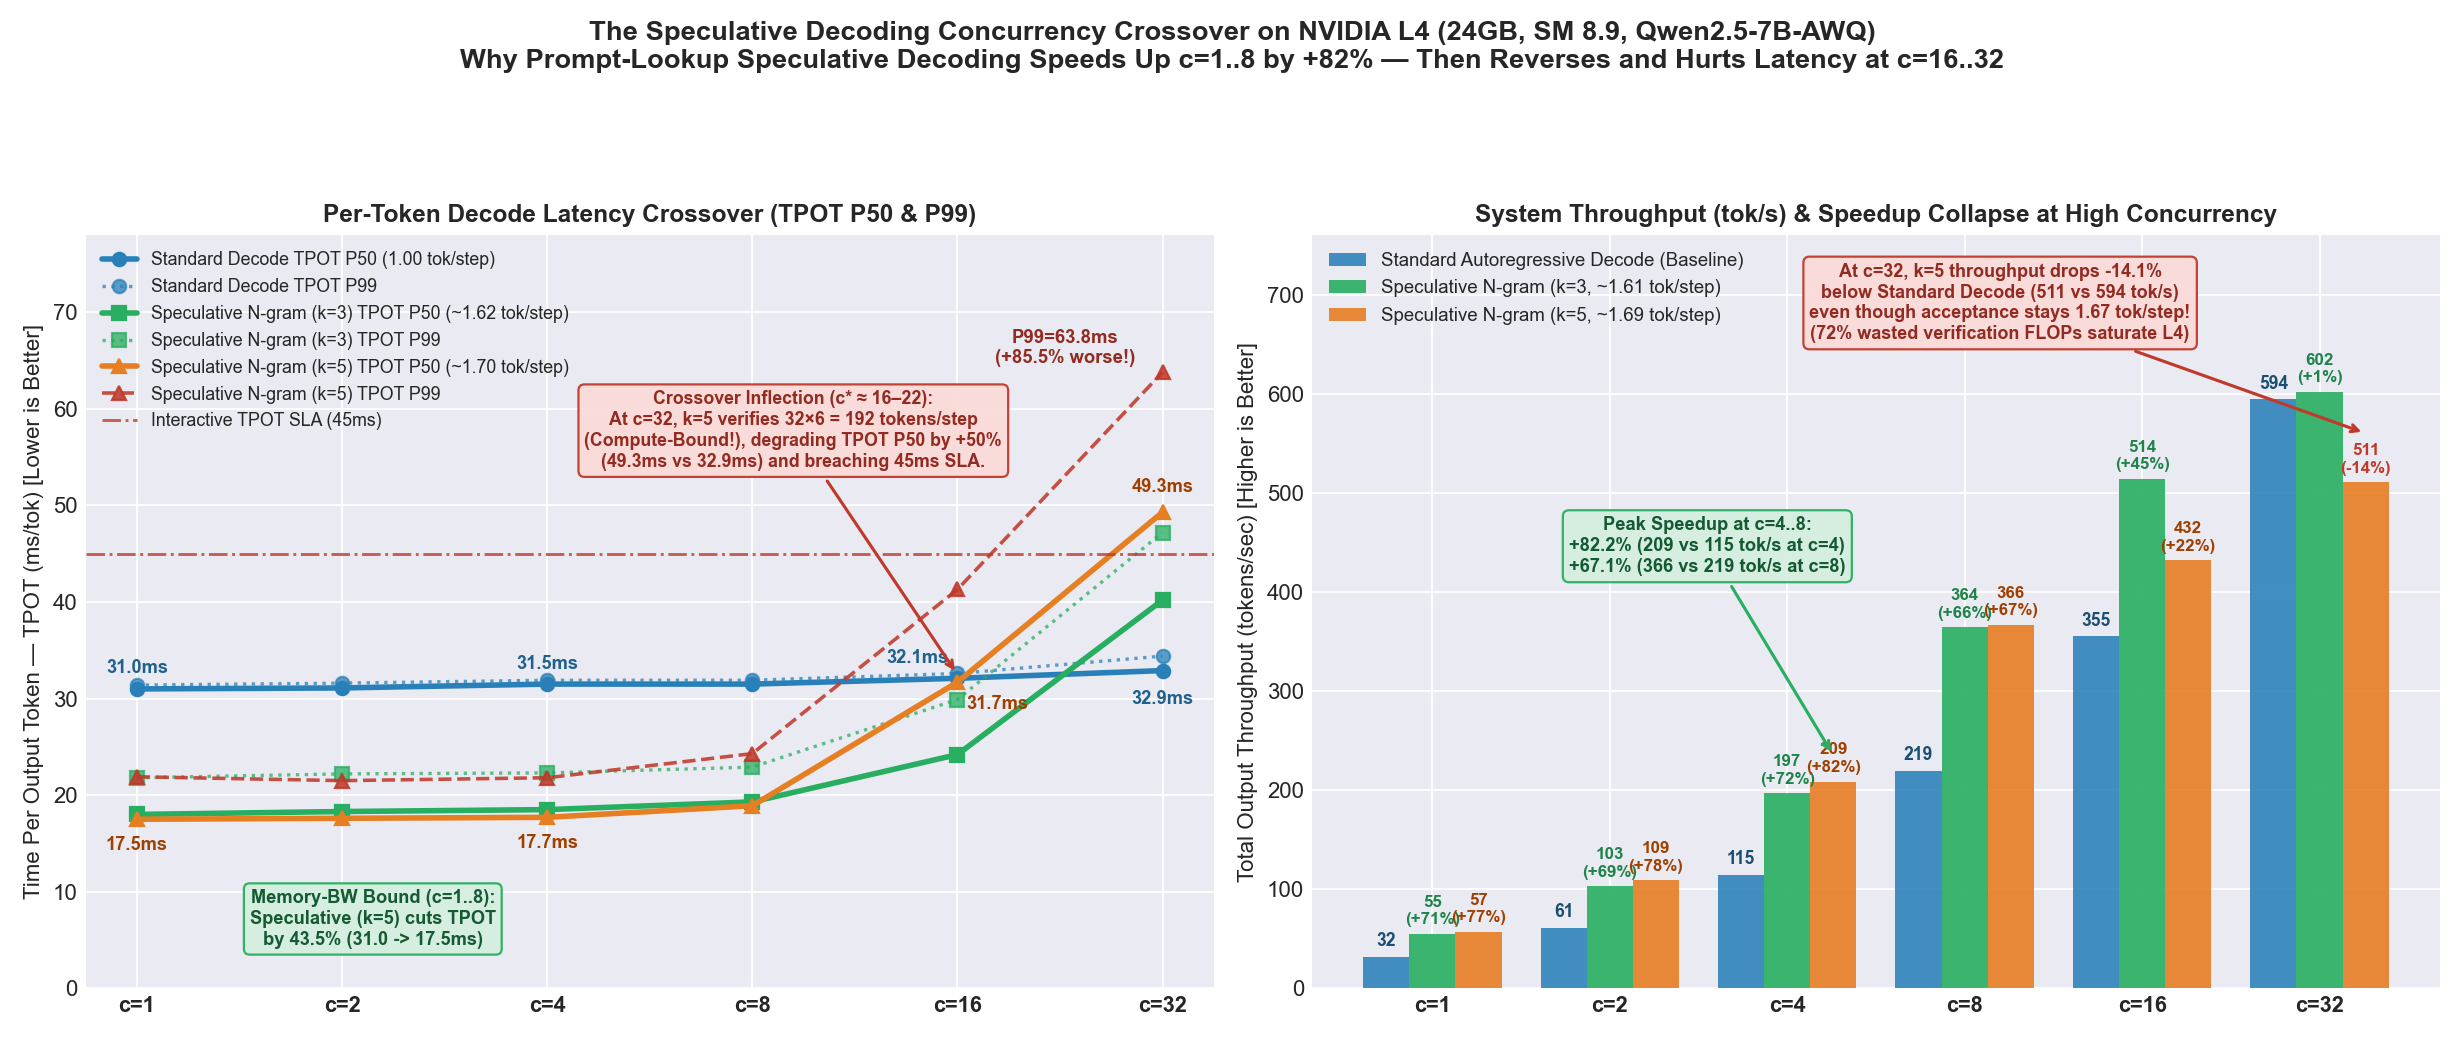 The Speculative Decoding Concurrency Crossover on NVIDIA L4 (24GB, SM 8.9, Qwen2.5-7B-AWQ)
Why Prompt-Lookup Speculative Decoding Speeds Up c=1..8 by +82% — Then Reverses and Hurts Latency at c=16..32
Per-Token Decode Latency Crossover (TPOT P50 & P99)
Time Per Output Token — TPOT (ms/tok) [Lower is Better]
70
60
50
40
30
20
10
0
Standard Decode TPOT P50 (1.00 tok/step)
Standard Decode TPOT P99
Speculative N-gram (k=3) TPOT P50 (~1.62 tok/step)
Speculative N-gram (k=3) TPOT P99
Speculative N-gram (k=5) TPOT P50 (~1.70 tok/step)
Speculative N-gram (k=5) TPOT P99
Interactive TPOT SLA (45ms)
P99=63.8ms
(+85.5% worse!)
Crossover Inflection (c* ≈ 16–22):
At c=32, k=5 verifies 32×6 = 192 tokens/step
(Compute-Bound!), degrading TPOT P50 by +50%
(49.3ms vs 32.9ms) and breaching 45ms SLA.
49.3ms
31.0ms
31.5ms
32.1ms
31.7ms
32.9ms
17.5ms
17.7ms
Memory-BW Bound (c=1..8):
Speculative (k=5) cuts TPOT
by 43.5% (31.0 -> 17.5ms)
c=1
c=2
c=4
c=8
c=16
c=32
System Throughput (tok/s) & Speedup Collapse at High Concurrency
Total Output Throughput (tokens/sec) [Higher is Better]
700
600
500
400
300
200
100
0
Standard Autoregressive Decode (Baseline)
Speculative N-gram (k=3, ~1.61 tok/step)
Speculative N-gram (k=5, ~1.69 tok/step)
At c=32, k=5 throughput drops -14.1%
below Standard Decode (511 vs 594 tok/s)
even though acceptance stays 1.67 tok/step!
(72% wasted verification FLOPs saturate L4)
Peak Speedup at c=4..8:
+82.2% (209 vs 115 tok/s at c=4)
+67.1% (366 vs 219 tok/s at c=8)
32
55
(+71%)
57
(+77%)
61
103
(+69%)
109
(+78%)
115
197
(+72%)
209
(+82%)
219
364
(+66%)
366
(+67%)
355
514
(+45%)
432
(+22%)
594
602
(+1%)
511
(-14%)
c=1
c=2
c=4
c=8
c=16
c=32